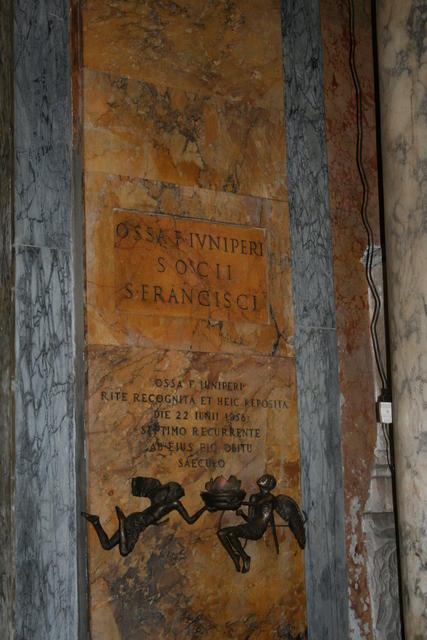 OSSA F IVNIPERI
SOCII
S·FRANCISCI
OSSA F. IUNIPERI
RITE RECOGNITA ET HEIC REPOSITA
DIE 22 IUNII 1958
SEPTIMO RECURRENTE
AB EIUS PIO OBITU
SAECULO